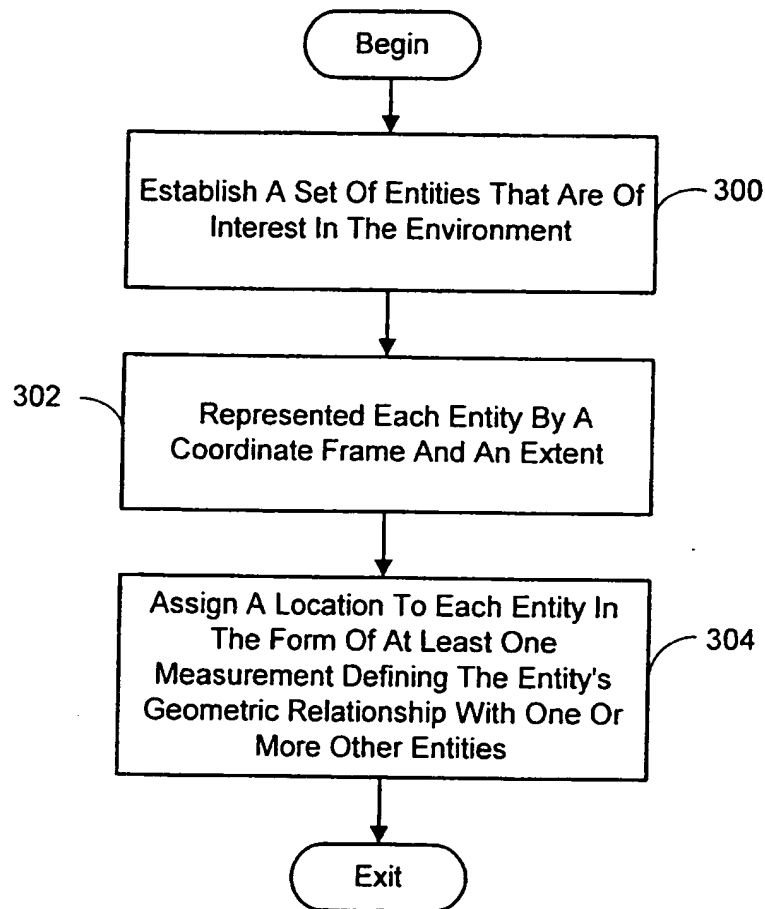 Begin
Establish A Set Of Entities That Are Of
Interest In The Environment
300
302
Represented Each Entity By A
Coordinate Frame And An Extent
Assign A Location To Each Entity In
The Form Of At Least One
Measurement Defining The Entity's
Geometric Relationship With One Or
More Other Entities
304
Exit